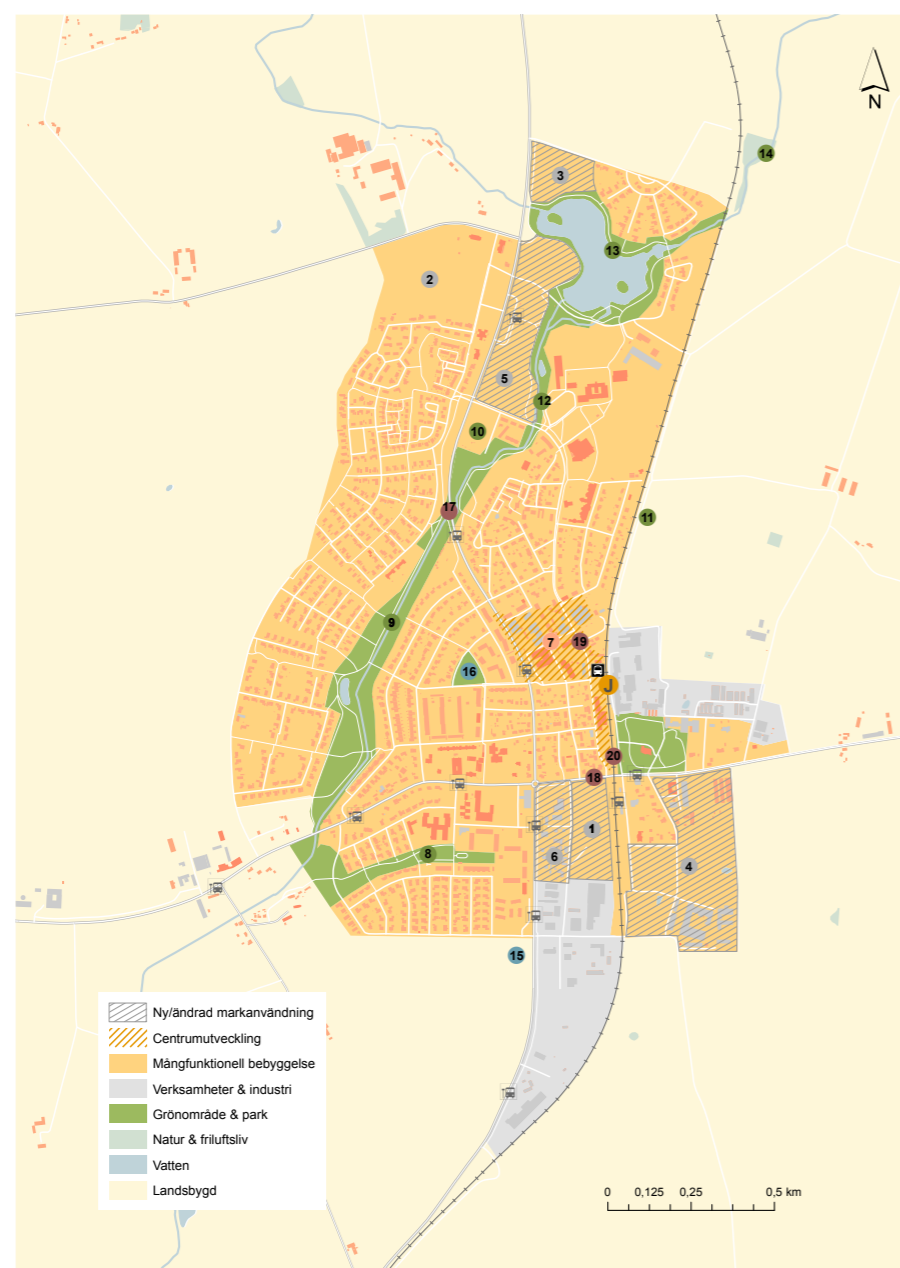 N
14
3
13
2
5
12
10
17
11
9
7
19
16
J
20
18
1
4
6
8
15
Ny/ändrad markanvändning
Centrumutveckling
Mångfunktionell bebyggelse
Verksamheter & industri
Grönområde & park
Natur & friluftsliv
Vatten
Landsbygd
0 0,125 0,25 0,5 km